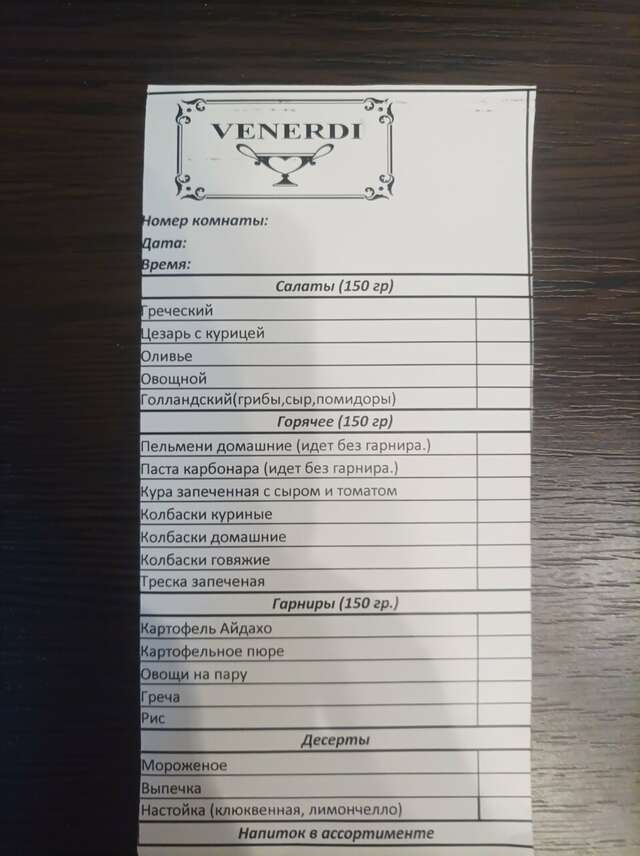 VENERDI
Номер комнаты:
Дата:
Время:
Салаты (150 гр)
Греческий
Цезарь с курицей
Оливье
Овощной
Голландский(грибы,сыр,помидоры)
Горячее (150 гр)
Пельмени домашние (идет без гарнира.)
Паста карбонара (идет без гарнира.)
Кура запеченная с сыром и томатом
Колбаски куриные
Колбаски домашние
Колбаски говяжие
Треска запеченая
Гарниры (150 гр.)
Картофель Айдахо
Картофельное пюре
Овощи на пару
Греча
Рис
Десерты
Мороженое
Выпечка
Настойка (клюквенная, лимончелло)
Напиток в ассортименте